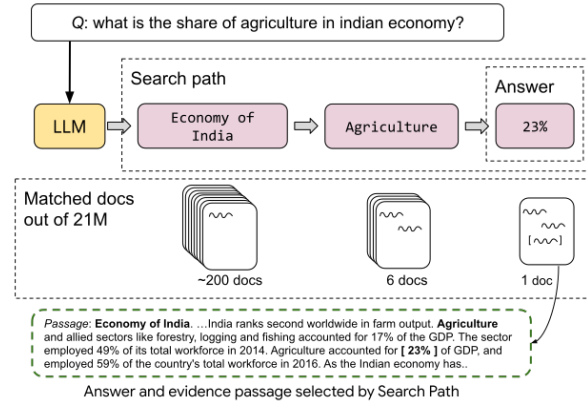 Q: what is the share of agriculture in indian economy?
Search path
Answer
LLM
Economy of
India
Agriculture
23%
Matched docs
out of 21M
~200 docs
6 docs
1 doc
Passage: Economy of India. ...India ranks second worldwide in farm output. Agriculture
and allied sectors like forestry, logging and fishing accounted for 17% of the GDP. The sector
employed 49% of its total workforce in 2014. Agriculture accounted for [ 23% ] of GDP, and
employed 59% of the country's total workforce in 2016. As the Indian economy has..
Answer and evidence passage selected by Search Path